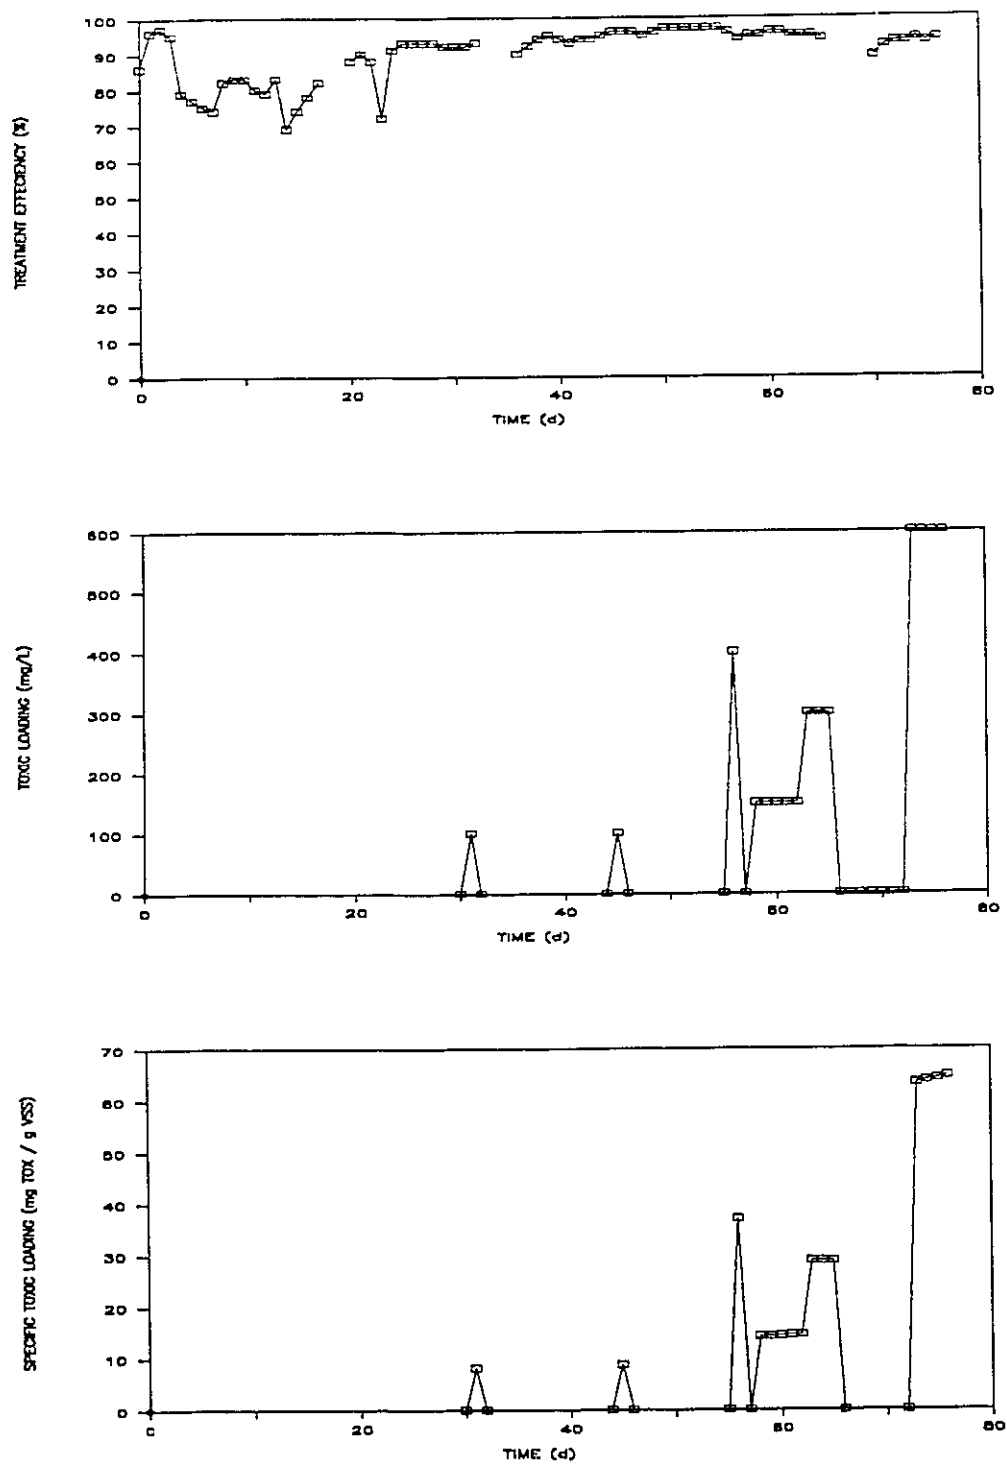 TREATMENT EFFECIENCY (%)
100
90
80
70
60
50
40
30
20
10
0
0 20 40 60 80
TIME (d)
TOXIC LOADING (mg/L)
600
500
400
300
200
100
0
0 20 40 60 80
TIME (d)
SPECIFIC TOXIC LOADING (mg TOX / g VSS)
70
60
50
40
30
20
10
0
0 20 40 60 80
TIME (d)